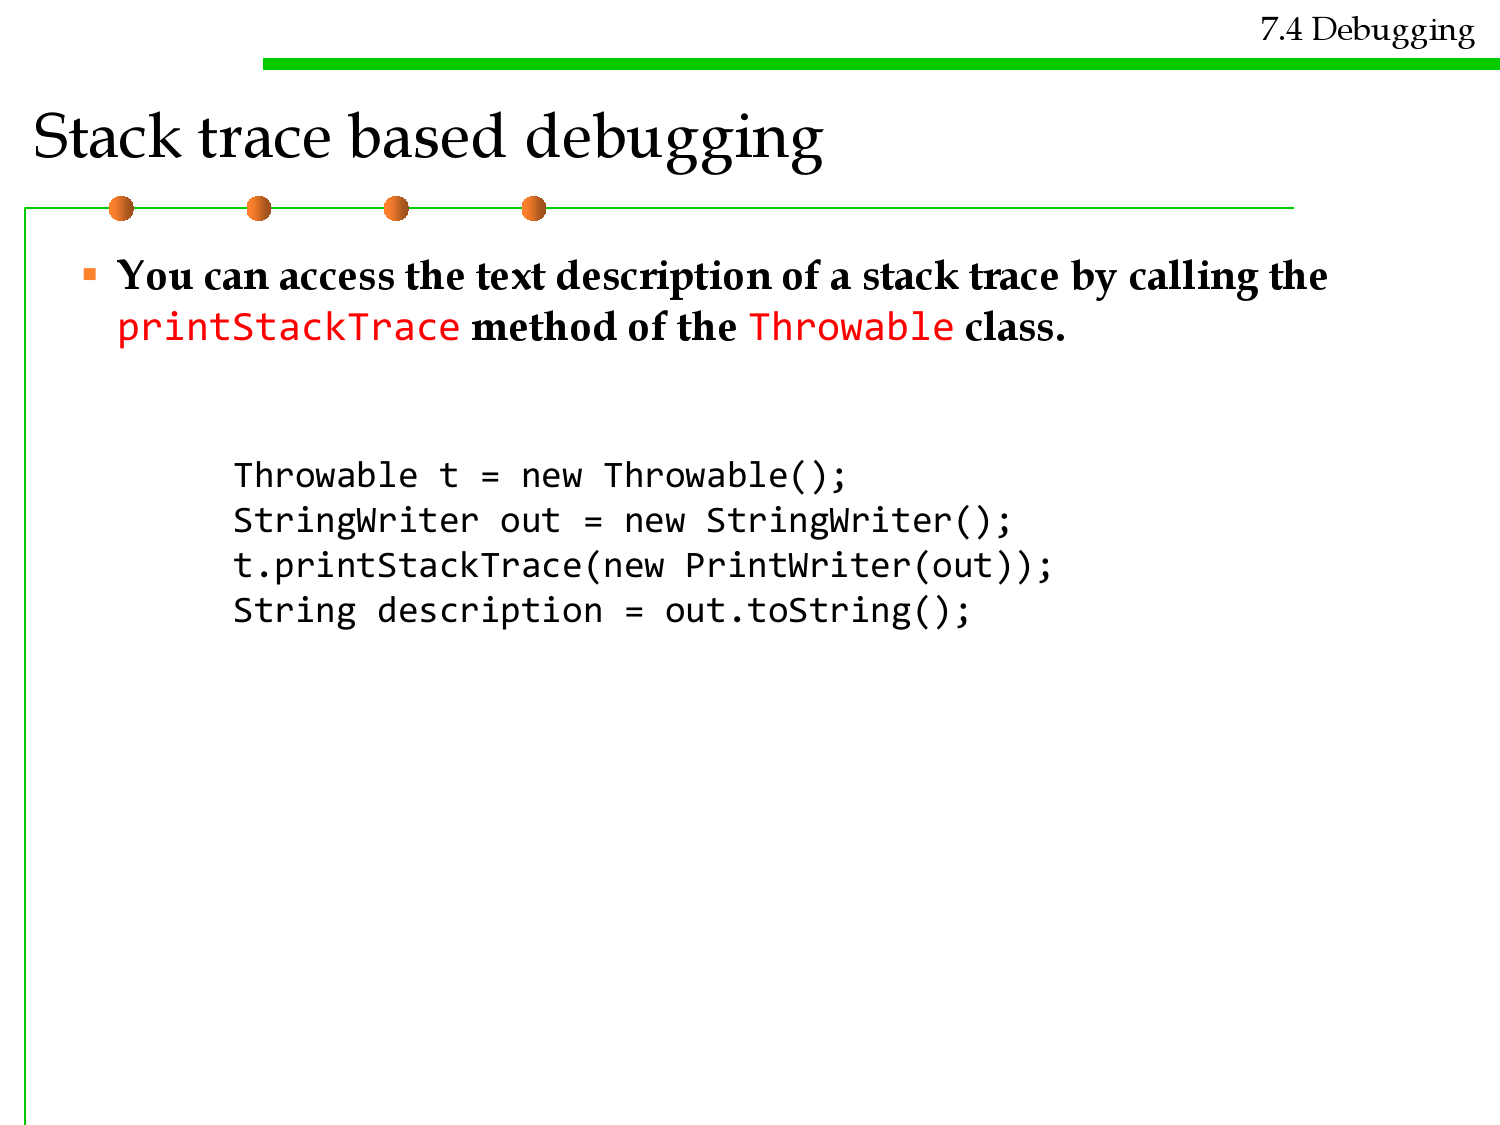 7.4 Debugging
Stack trace based debugging
▪ You can access the text description of a stack trace by calling the
printStackTrace method of the Throwable class.
Throwable t = new Throwable();
StringWriter out = new StringWriter();
t.printStackTrace(new PrintWriter(out));
String description = out.toString();